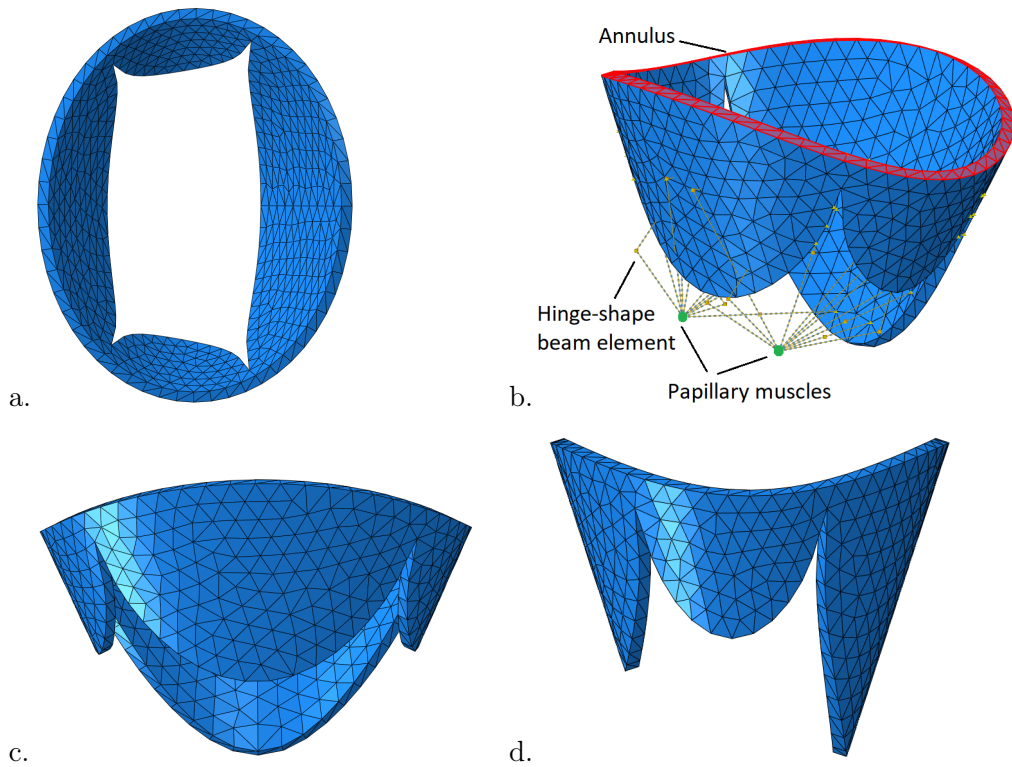 Annulus
Hinge-shape
beam element
Papillary muscles
a.
b.
c.
d.